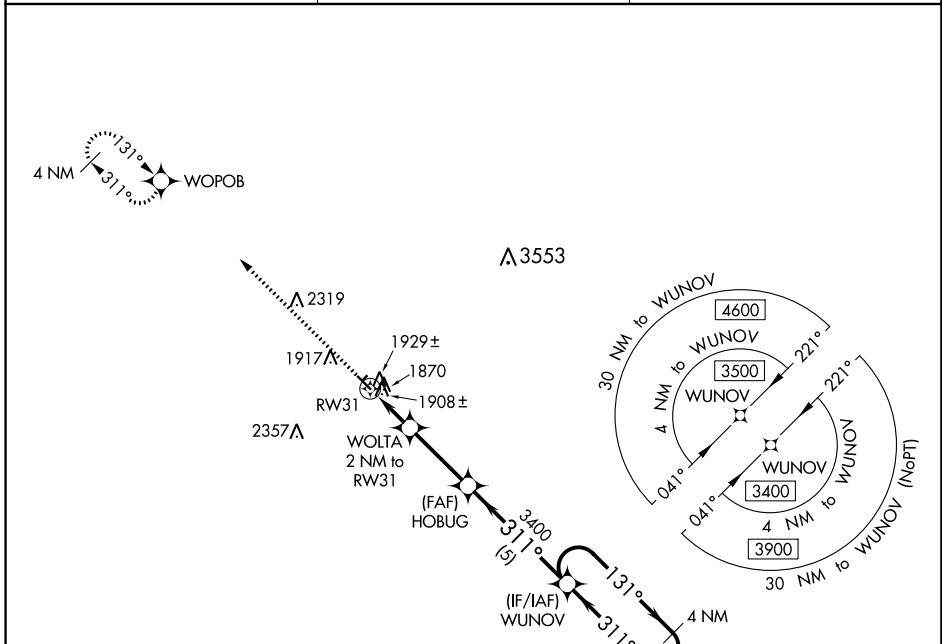 131°
4 NM
311°
WOPOB
3553
2319
1929±
1917
1870
1908±
RW31
2357
WOLTA
2 NM to
RW31
(FAF)
HOBUG
3400
311°
(5)
(IF/IAF)
WUNOV
131°
4 NM
311°
30 NM to WUNOV
4600
4 NM to WUNOV
3500
WUNOV
221°
041°
221°
WUNOV
041°
3400
4 NM to WUNOV
3900
30 NM to WUNOV (NoPT)